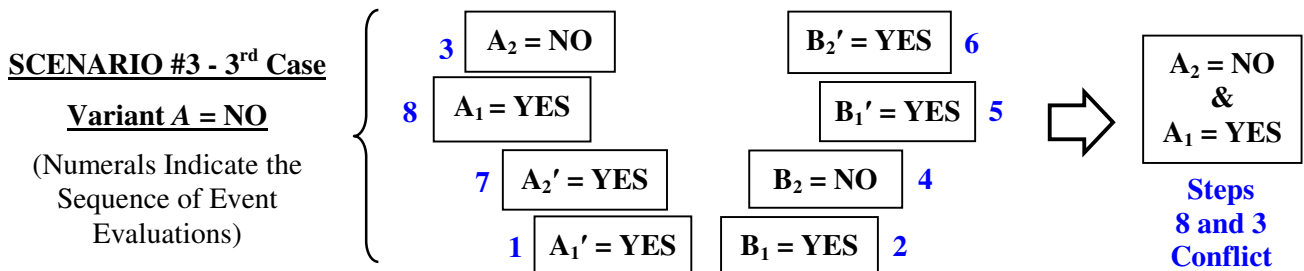 SCENARIO #3 - 3rd Case
Variant A = NO
(Numerals Indicate the
Sequence of Event
Evaluations)
3 A₂ = NO
8 A₁ = YES
7 A₂′ = YES
1 A₁′ = YES
B₂′ = YES 6
B₁′ = YES 5
B₂ = NO 4
B₁ = YES 2
A₂ = NO
&
A₁ = YES
Steps
8 and 3
Conflict